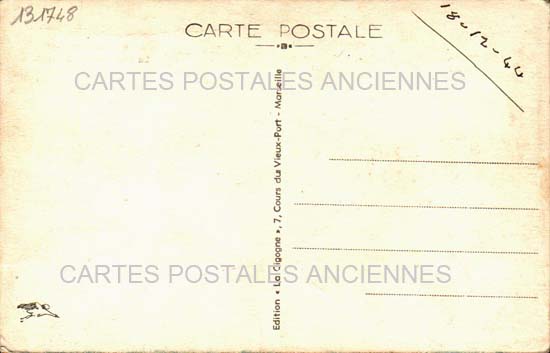 131748
CARTE POSTALE
18-12-44
CARTES POSTALES ANCIENNES
Edition « La Cigogne », 7, Cours du Vieux-Port - Marseille
CARTES POSTALES ANCIENNES